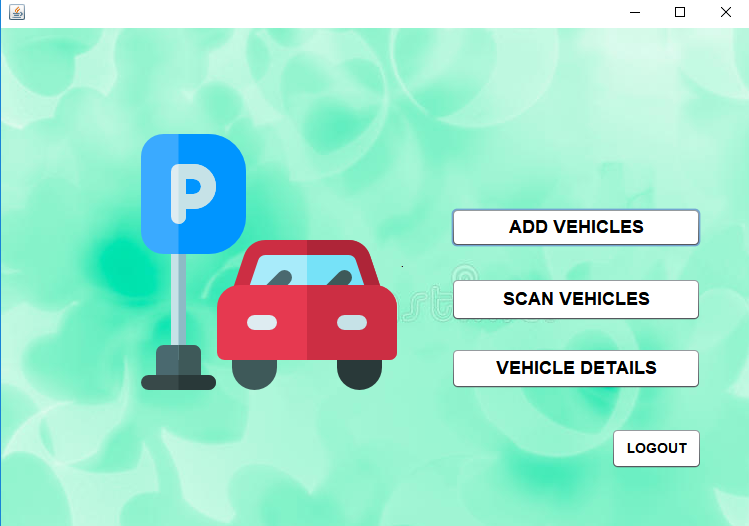 P
ADD VEHICLES
SCAN VEHICLES
VEHICLE DETAILS
LOGOUT